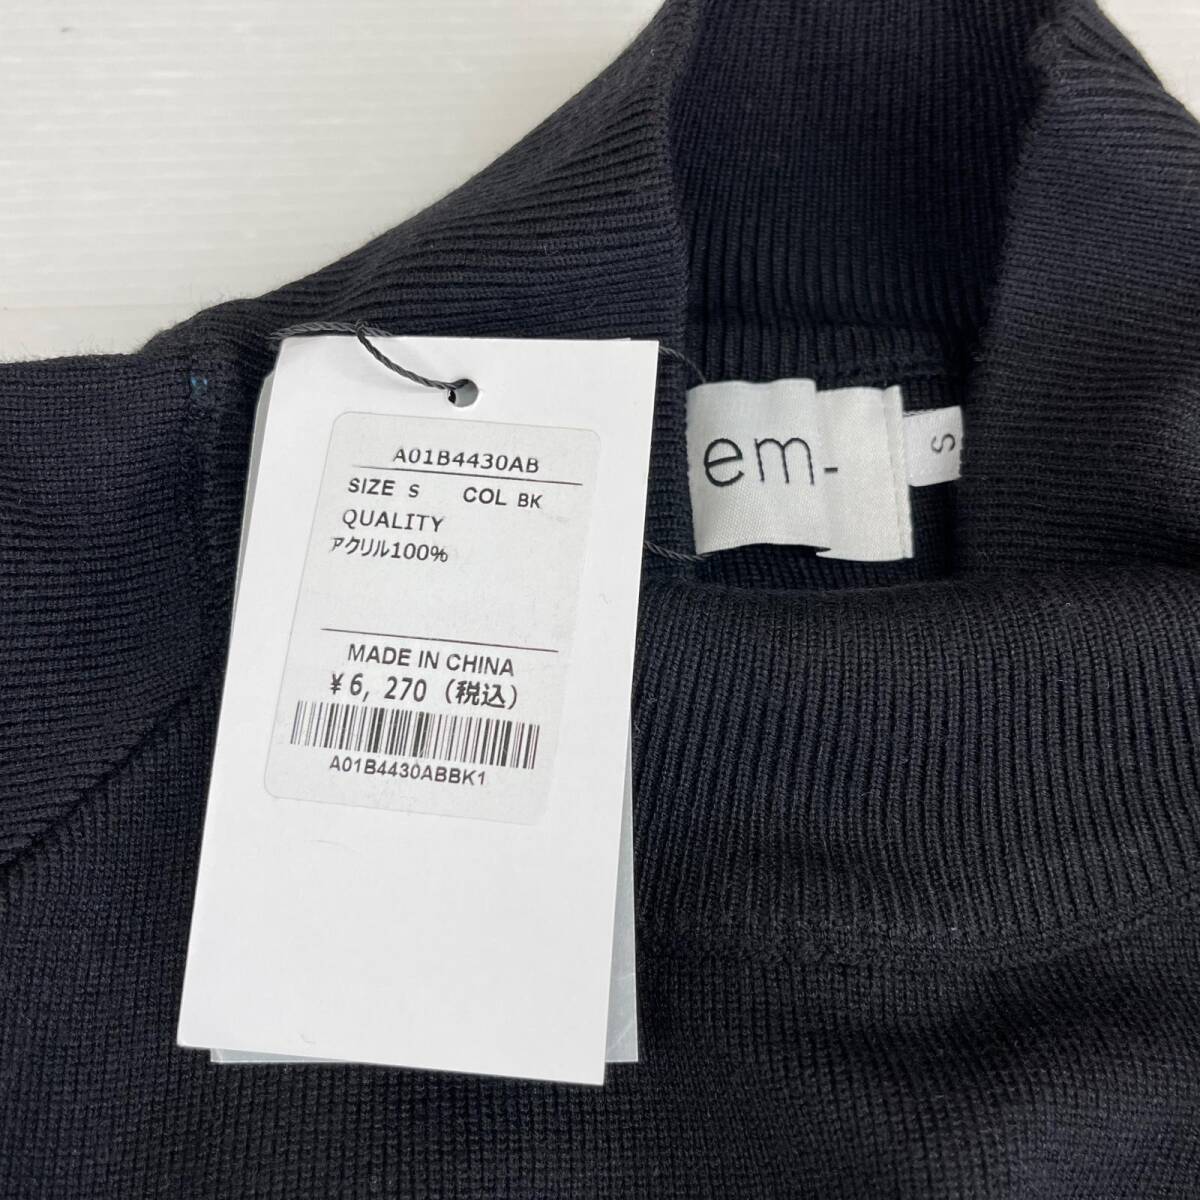 A01B4430AB
SIZE S COL BK
QUALITY
アクリル100%
MADE IN CHINA
¥6, 270 (税込)
A01B4430ABBK1
em-
S